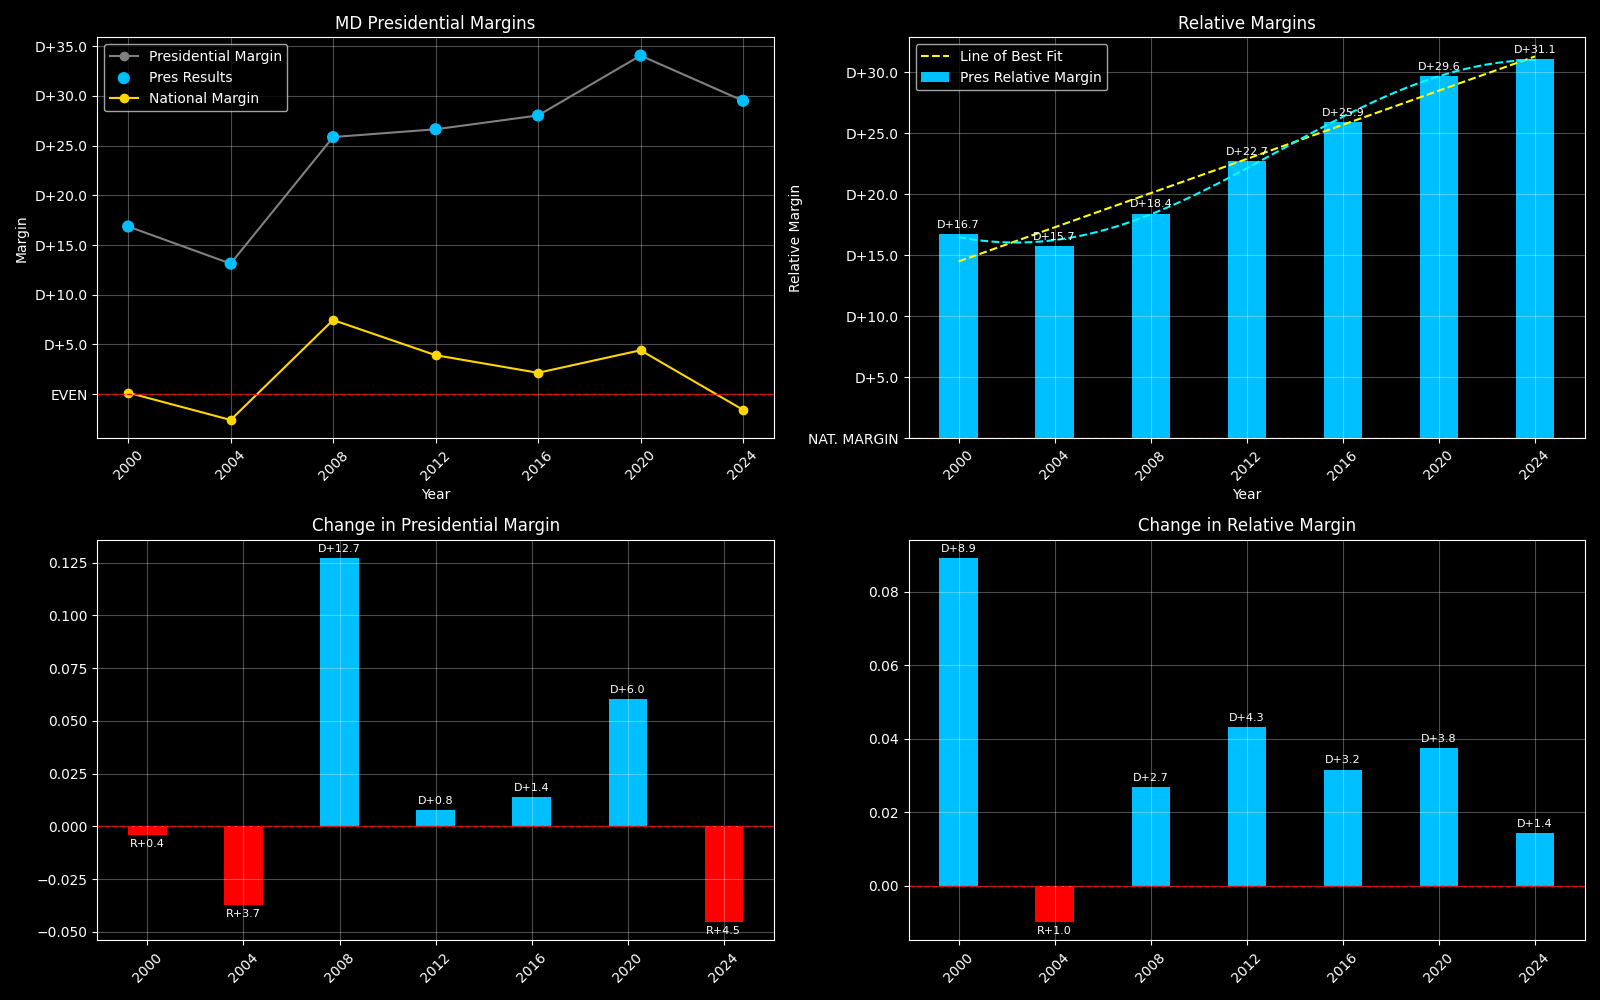 MD Presidential Margins
Presidential Margin
Pres Results
National Margin
D+35.0
D+30.0
D+25.0
D+20.0
D+15.0
D+10.0
D+5.0
EVEN
Margin
2000
2004
2008
2012
2016
2020
2024
Year
Relative Margins
Line of Best Fit
Pres Relative Margin
D+30.0
D+25.0
D+20.0
D+15.0
D+10.0
D+5.0
NAT. MARGIN
Relative Margin
D+16.7
D+15.7
D+18.4
D+22.7
D+25.9
D+29.6
D+31.1
2000
2004
2008
2012
2016
2020
2024
Year
Change in Presidential Margin
0.125
0.100
0.075
0.050
0.025
0.000
−0.025
−0.050
R+0.4
R+3.7
D+12.7
D+0.8
D+1.4
D+6.0
R+4.5
2000
2004
2008
2012
2016
2020
2024
Change in Relative Margin
0.08
0.06
0.04
0.02
0.00
D+8.9
R+1.0
D+2.7
D+4.3
D+3.2
D+3.8
D+1.4
2000
2004
2008
2012
2016
2020
2024